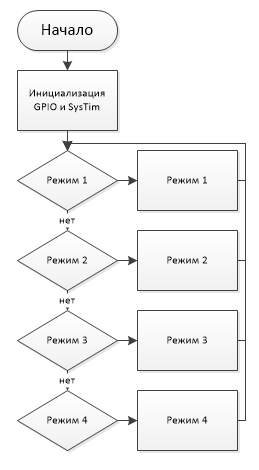 Начало
Инициализация
GPIO и SysTim
Режим 1
Режим 1
нет
Режим 2
Режим 2
нет
Режим 3
Режим 3
нет
Режим 4
Режим 4